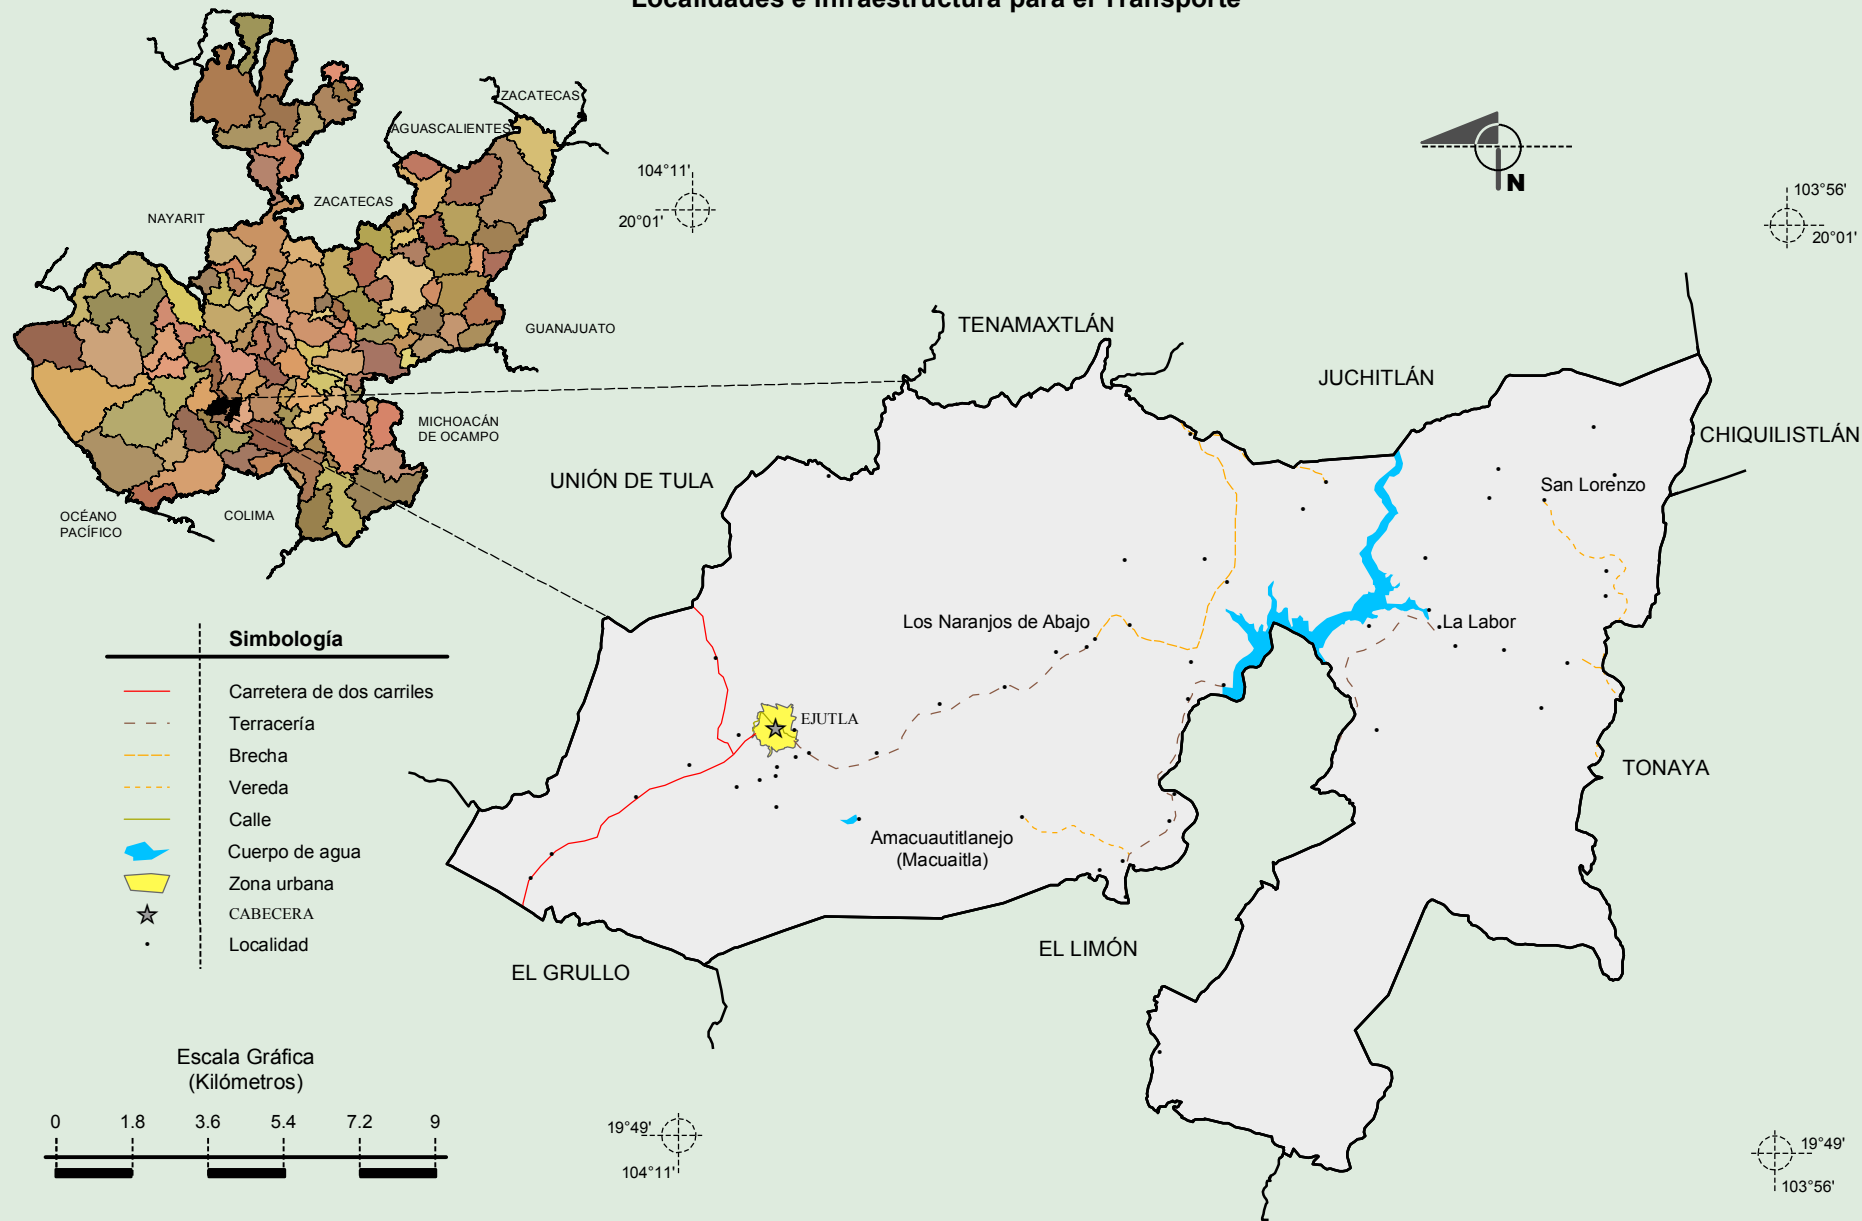 Localidades e Infraestructura para el Transporte
ZACATECAS
AGUASCALIENTES
ZACATECAS
NAYARIT
GUANAJUATO
MICHOACÁN
DE OCAMPO
COLIMA
OCÉANO
PACÍFICO
104°11'
20°01'
N
103°56'
20°01'
TENAMAXTLÁN
JUCHITLÁN
CHIQUILISTLÁN
UNIÓN DE TULA
San Lorenzo
Los Naranjos de Abajo
La Labor
EJUTLA
TONAYA
Amacuautitlanejo
(Macuaitla)
EL LIMÓN
EL GRULLO
Simbología
Carretera de dos carriles
Terracería
Brecha
Vereda
Calle
Cuerpo de agua
Zona urbana
CABECERA
Localidad
Escala Gráfica
(Kilómetros)
0 1.8 3.6 5.4 7.2 9
19°49'
104°11'
19°49'
103°56'